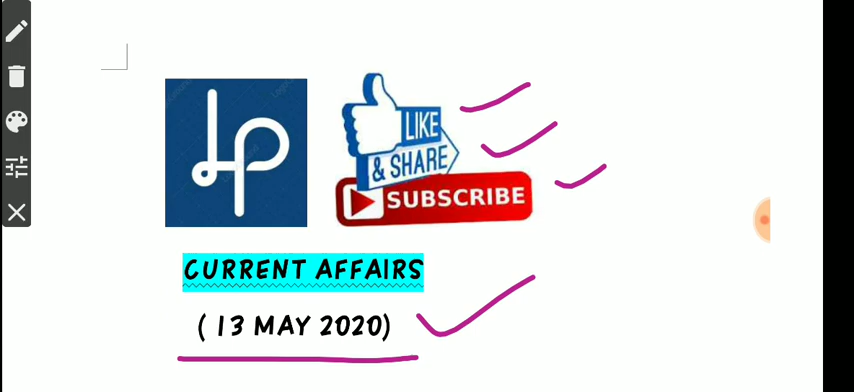 LIKE
& SHARE
SUBSCRIBE
CURRENT AFFAIRS
( 13 MAY 2020)